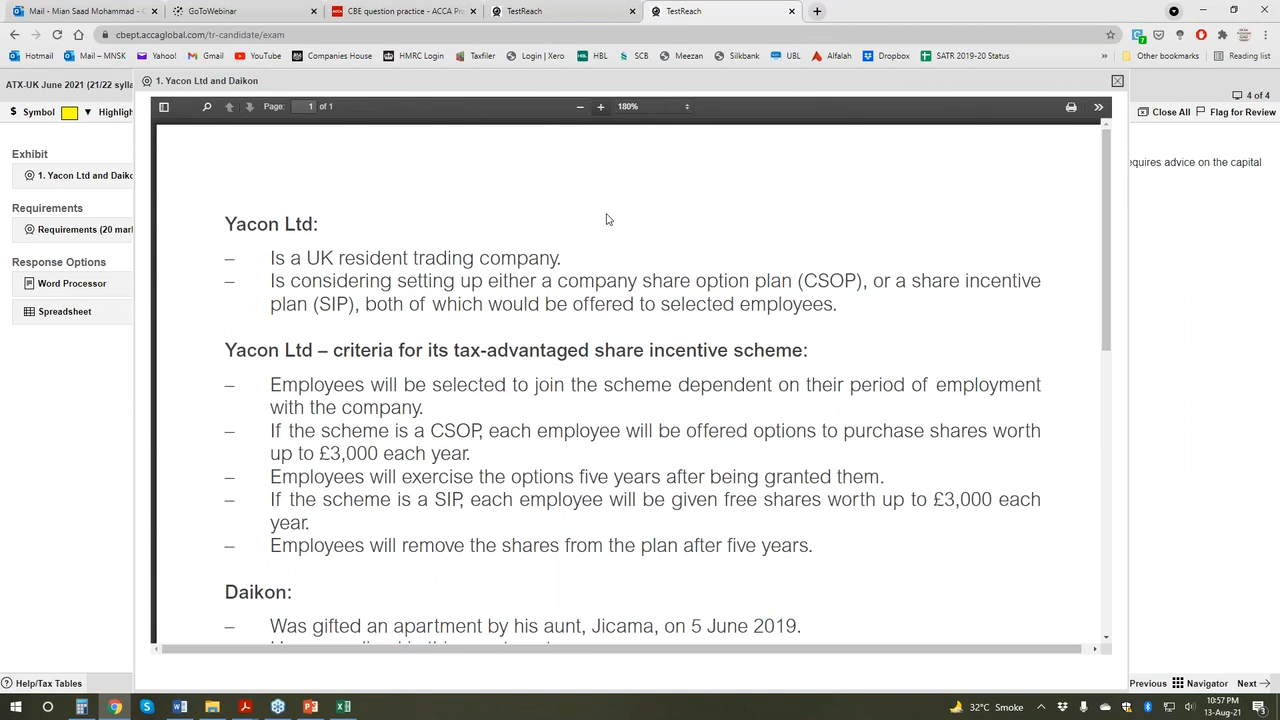 Mail - Mian Saad Mohammad - O
GoToWebinar
CBE question practice - ACCA P
TestReach
TestReach
cbept.accaglobal.com/tr-candidate/exam
Hotmail
Mail – MNSK
Yahoo!
Gmail
YouTube
Companies House
HMRC Login
Taxfiler
Login | Xero
HBL
SCB
Meezan
Silkbank
UBL
Alfalah
Dropbox
SATR 2019-20 Status
»
Other bookmarks
Reading list
ATX-UK June 2021 (21/22 sylla
1. Yacon Ltd and Daikon
4 of 4
$ Symbol
Highligh
Page: 1 of 1
180%
Close All
Flag for Review
Exhibit
1. Yacon Ltd and Daiko
Requirements
Requirements (20 mar
Response Options
Word Processor
Spreadsheet
equires advice on the capital
Yacon Ltd:
– Is a UK resident trading company.
– Is considering setting up either a company share option plan (CSOP), or a share incentive
plan (SIP), both of which would be offered to selected employees.
Yacon Ltd – criteria for its tax-advantaged share incentive scheme:
– Employees will be selected to join the scheme dependent on their period of employment
with the company.
– If the scheme is a CSOP, each employee will be offered options to purchase shares worth
up to £3,000 each year.
– Employees will exercise the options five years after being granted them.
– If the scheme is a SIP, each employee will be given free shares worth up to £3,000 each
year.
– Employees will remove the shares from the plan after five years.
Daikon:
– Was gifted an apartment by his aunt, Jicama, on 5 June 2019.
Help/Tax Tables
Previous
Navigator
Next
32°C Smoke
10:57
13-Aug-21